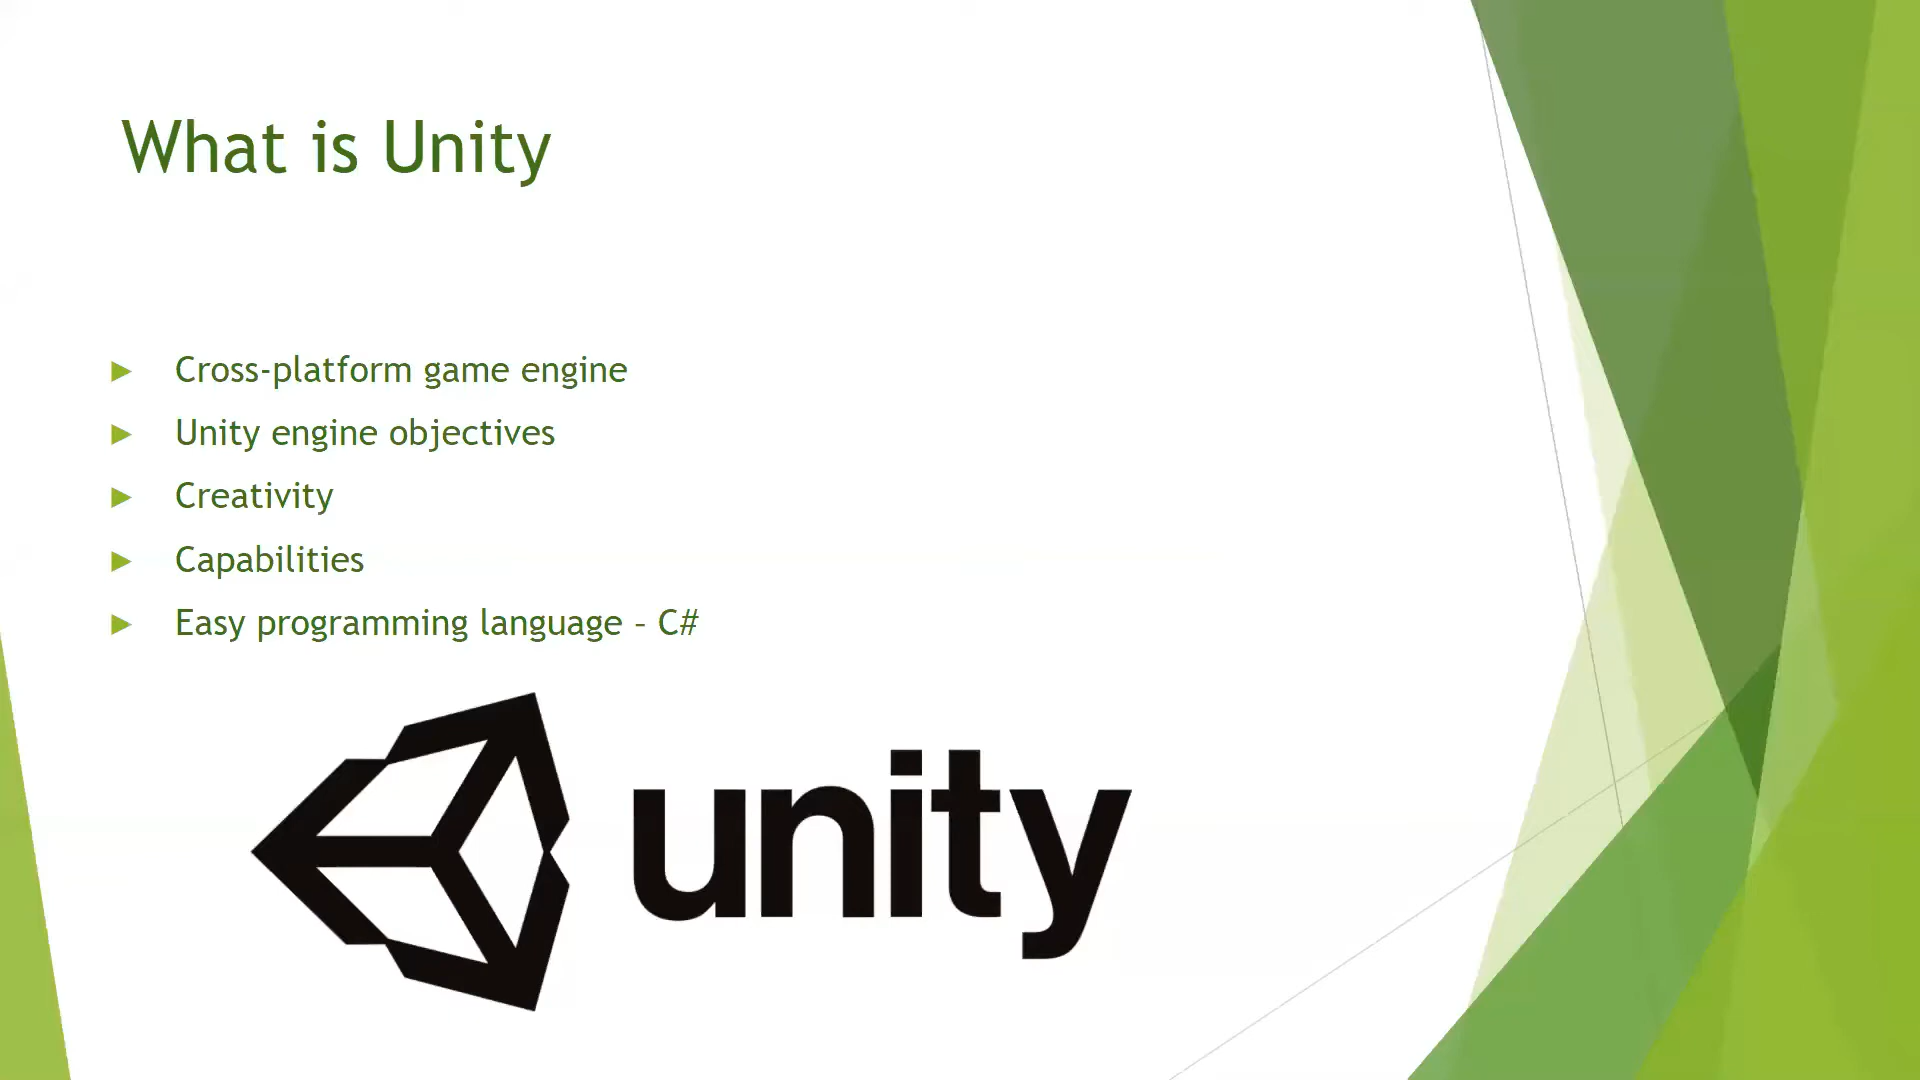 What is Unity
Cross-platform game engine
Unity engine objectives
Creativity
Capabilities
Easy programming language – C#
unity